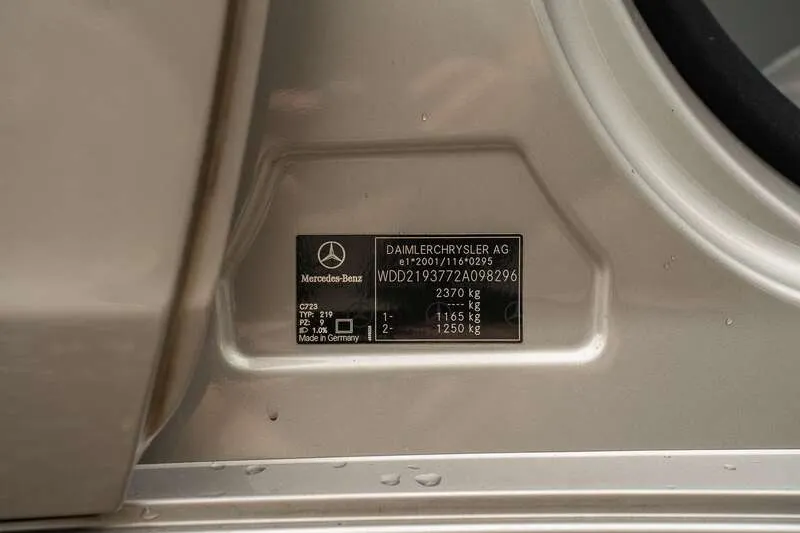 Mercedes-Benz
C723
TYP: 219
PZ: 9
1.0%
Made in Germany
DAIMLERCHRYSLER AG
e1*2001/116*0295
WDD2193772A098296
2370 kg
---- kg
1- 1165 kg
2- 1250 kg